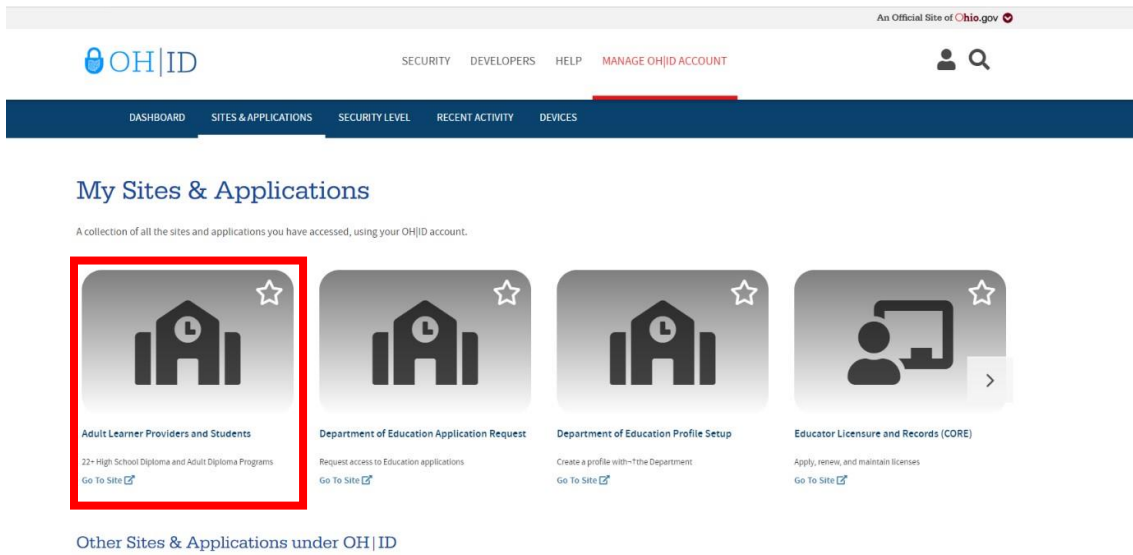 An Official Site of Ohio.gov
OH|ID
SECURITY DEVELOPERS HELP MANAGE OH|ID ACCOUNT
DASHBOARD SITES & APPLICATIONS SECURITY LEVEL RECENT ACTIVITY DEVICES
My Sites & Applications
A collection of all the sites and applications you have accessed, using your OH|ID account.
Adult Learner Providers and Students
22+ High School Diploma and Adult Diploma Programs
Go To Site
Department of Education Application Request
Request access to Education applications
Go To Site
Department of Education Profile Setup
Create a profile with¬†the Department
Go To Site
Educator Licensure and Records (CORE)
Apply, renew, and maintain licenses
Go To Site
Other Sites & Applications under OH|ID